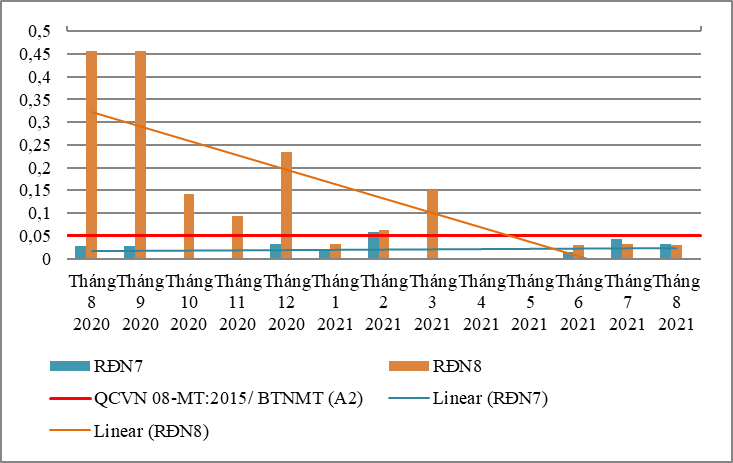 0,5
0,45
0,4
0,35
0,3
0,25
0,2
0,15
0,1
0,05
0
Tháng 8 2020
Tháng 9 2020
Tháng 10 2020
Tháng 11 2020
Tháng 12 2020
Tháng 1 2021
Tháng 2 2021
Tháng 3 2021
Tháng 4 2021
Tháng 5 2021
Tháng 6 2021
Tháng 7 2021
Tháng 8 2021
RĐN7
RĐN8
QCVN 08-MT:2015/ BTNMT (A2)
Linear (RĐN7)
Linear (RĐN8)